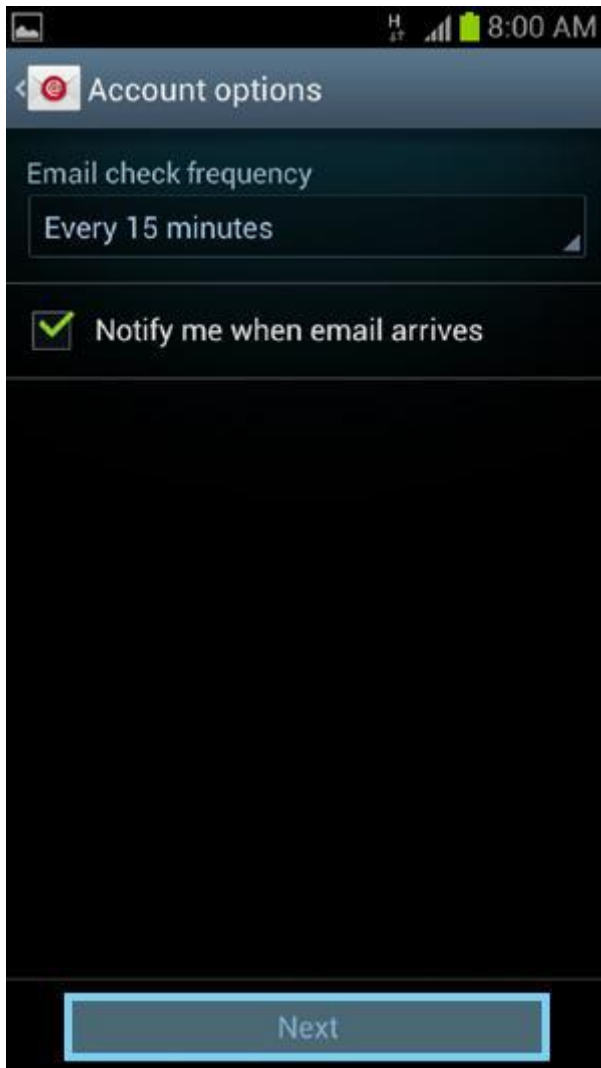 H 8:00 AM
Account options
Email check frequency
Every 15 minutes
Notify me when email arrives
Next